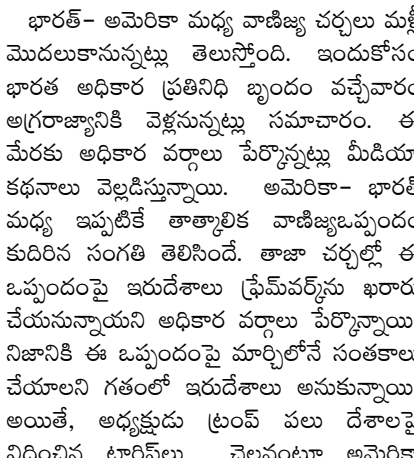 భారత్– అమెరికా మధ్య వాణిజ్య చర్చలు మళ్లీ
మొదలుకానున్నట్లు తెలుస్తోంది. ఇందుకోసం
భారత అధికార ప్రతినిధి బృందం వచ్చేవారం
అగ్రరాజ్యానికి వెళ్లనున్నట్లు సమాచారం. ఈ
మేరకు అధికార వర్గాలు పేర్కొన్నట్లు మీడియా
కథనాలు వెల్లడిస్తున్నాయి. అమెరికా– భారత్
మధ్య ఇప్పటికే తాత్కాలిక వాణిజ్యఒప్పందం
కుదిరిన సంగతి తెలిసిందే. తాజా చర్చల్లో ఈ
ఒప్పందంపై ఇరుదేశాలు ఫ్రేమ్‌వర్క్‌ను ఖరారు
చేయనున్నాయని అధికార వర్గాలు పేర్కొన్నాయి
నిజానికి ఈ ఒప్పందంపై మార్చిలోనే సంతకాలు
చేయాలని గతంలో ఇరుదేశాలు అనుకున్నాయి
అయితే, అధ్యక్షుడు ట్రంప్ పలు దేశాలపై
విధించిన టారిఫ్‌లు చెల్లవంటూ అమెరికా